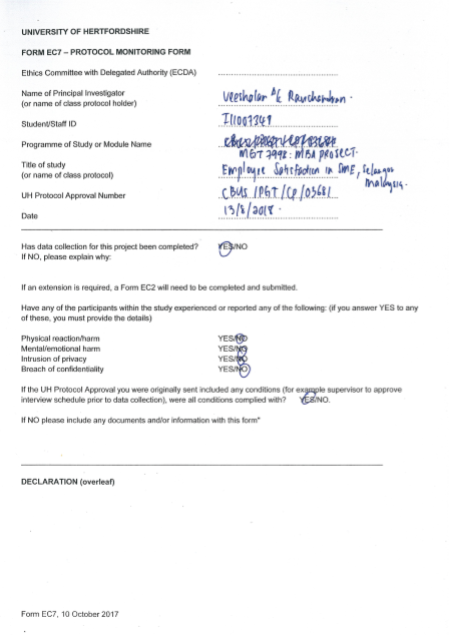 UNIVERSITY OF HERTFORDSHIRE
FORM EC7 – PROTOCOL MONITORING FORM
Ethics Committee with Delegated Authority (ECDA)
Name of Principal Investigator
(or name of class protocol holder)
Veeshalar A/L
Student/Staff ID
I11007349
Programme of Study or Module Name
MGT 7998: MBA PROJECT.
Title of study
(or name of class protocol)
Employee Satisfaction in SME, Selangor
Malaysia.
UH Protocol Approval Number
CBUS /PGT /CP /03681
Date
13/8/2018.
Has data collection for this project been completed? YES/NO
If NO, please explain why:
If an extension is required, a Form EC2 will need to be completed and submitted.
Have any of the participants within the study experienced or reported any of the following: (if you answer YES to any
of these, you must provide the details)
Physical reaction/harm YES/NO
Mental/emotional harm YES/NO
Intrusion of privacy YES/NO
Breach of confidentiality YES/NO
If the UH Protocol Approval you were originally sent included any conditions (for example supervisor to approve
interview schedule prior to data collection), were all conditions complied with? YES/NO.
If NO please include any documents and/or information with this form*
DECLARATION (overleaf)
Form EC7, 10 October 2017